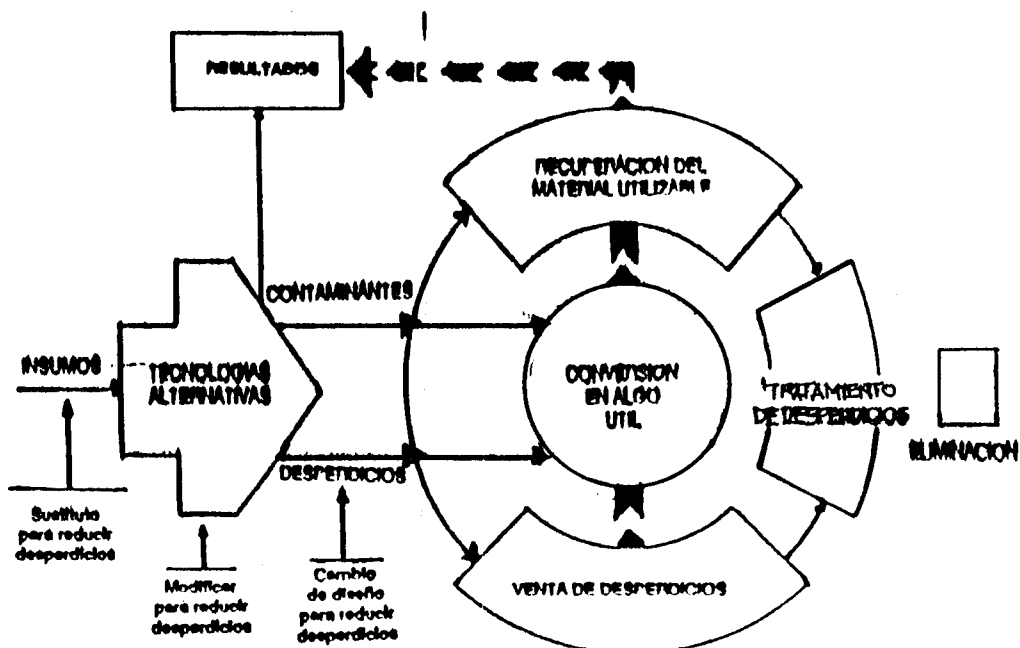 RESULTADOS
RECUPERACION DEL
MATERIAL UTILIZABLE
CONTAMINANTES
INSUMOS
TECNOLOGIAS
ALTERNATIVAS
CONVERSION
EN ALGO
UTIL
TRATAMIENTO
DE DESPERDICIOS
ELIMINACION
DESPERDICIOS
Sustituto
para reducir
desperdicios
Modificar
para reducir
desperdicios
Cambio
de diseño
para reducir
desperdicios
VENTA DE DESPERDICIOS